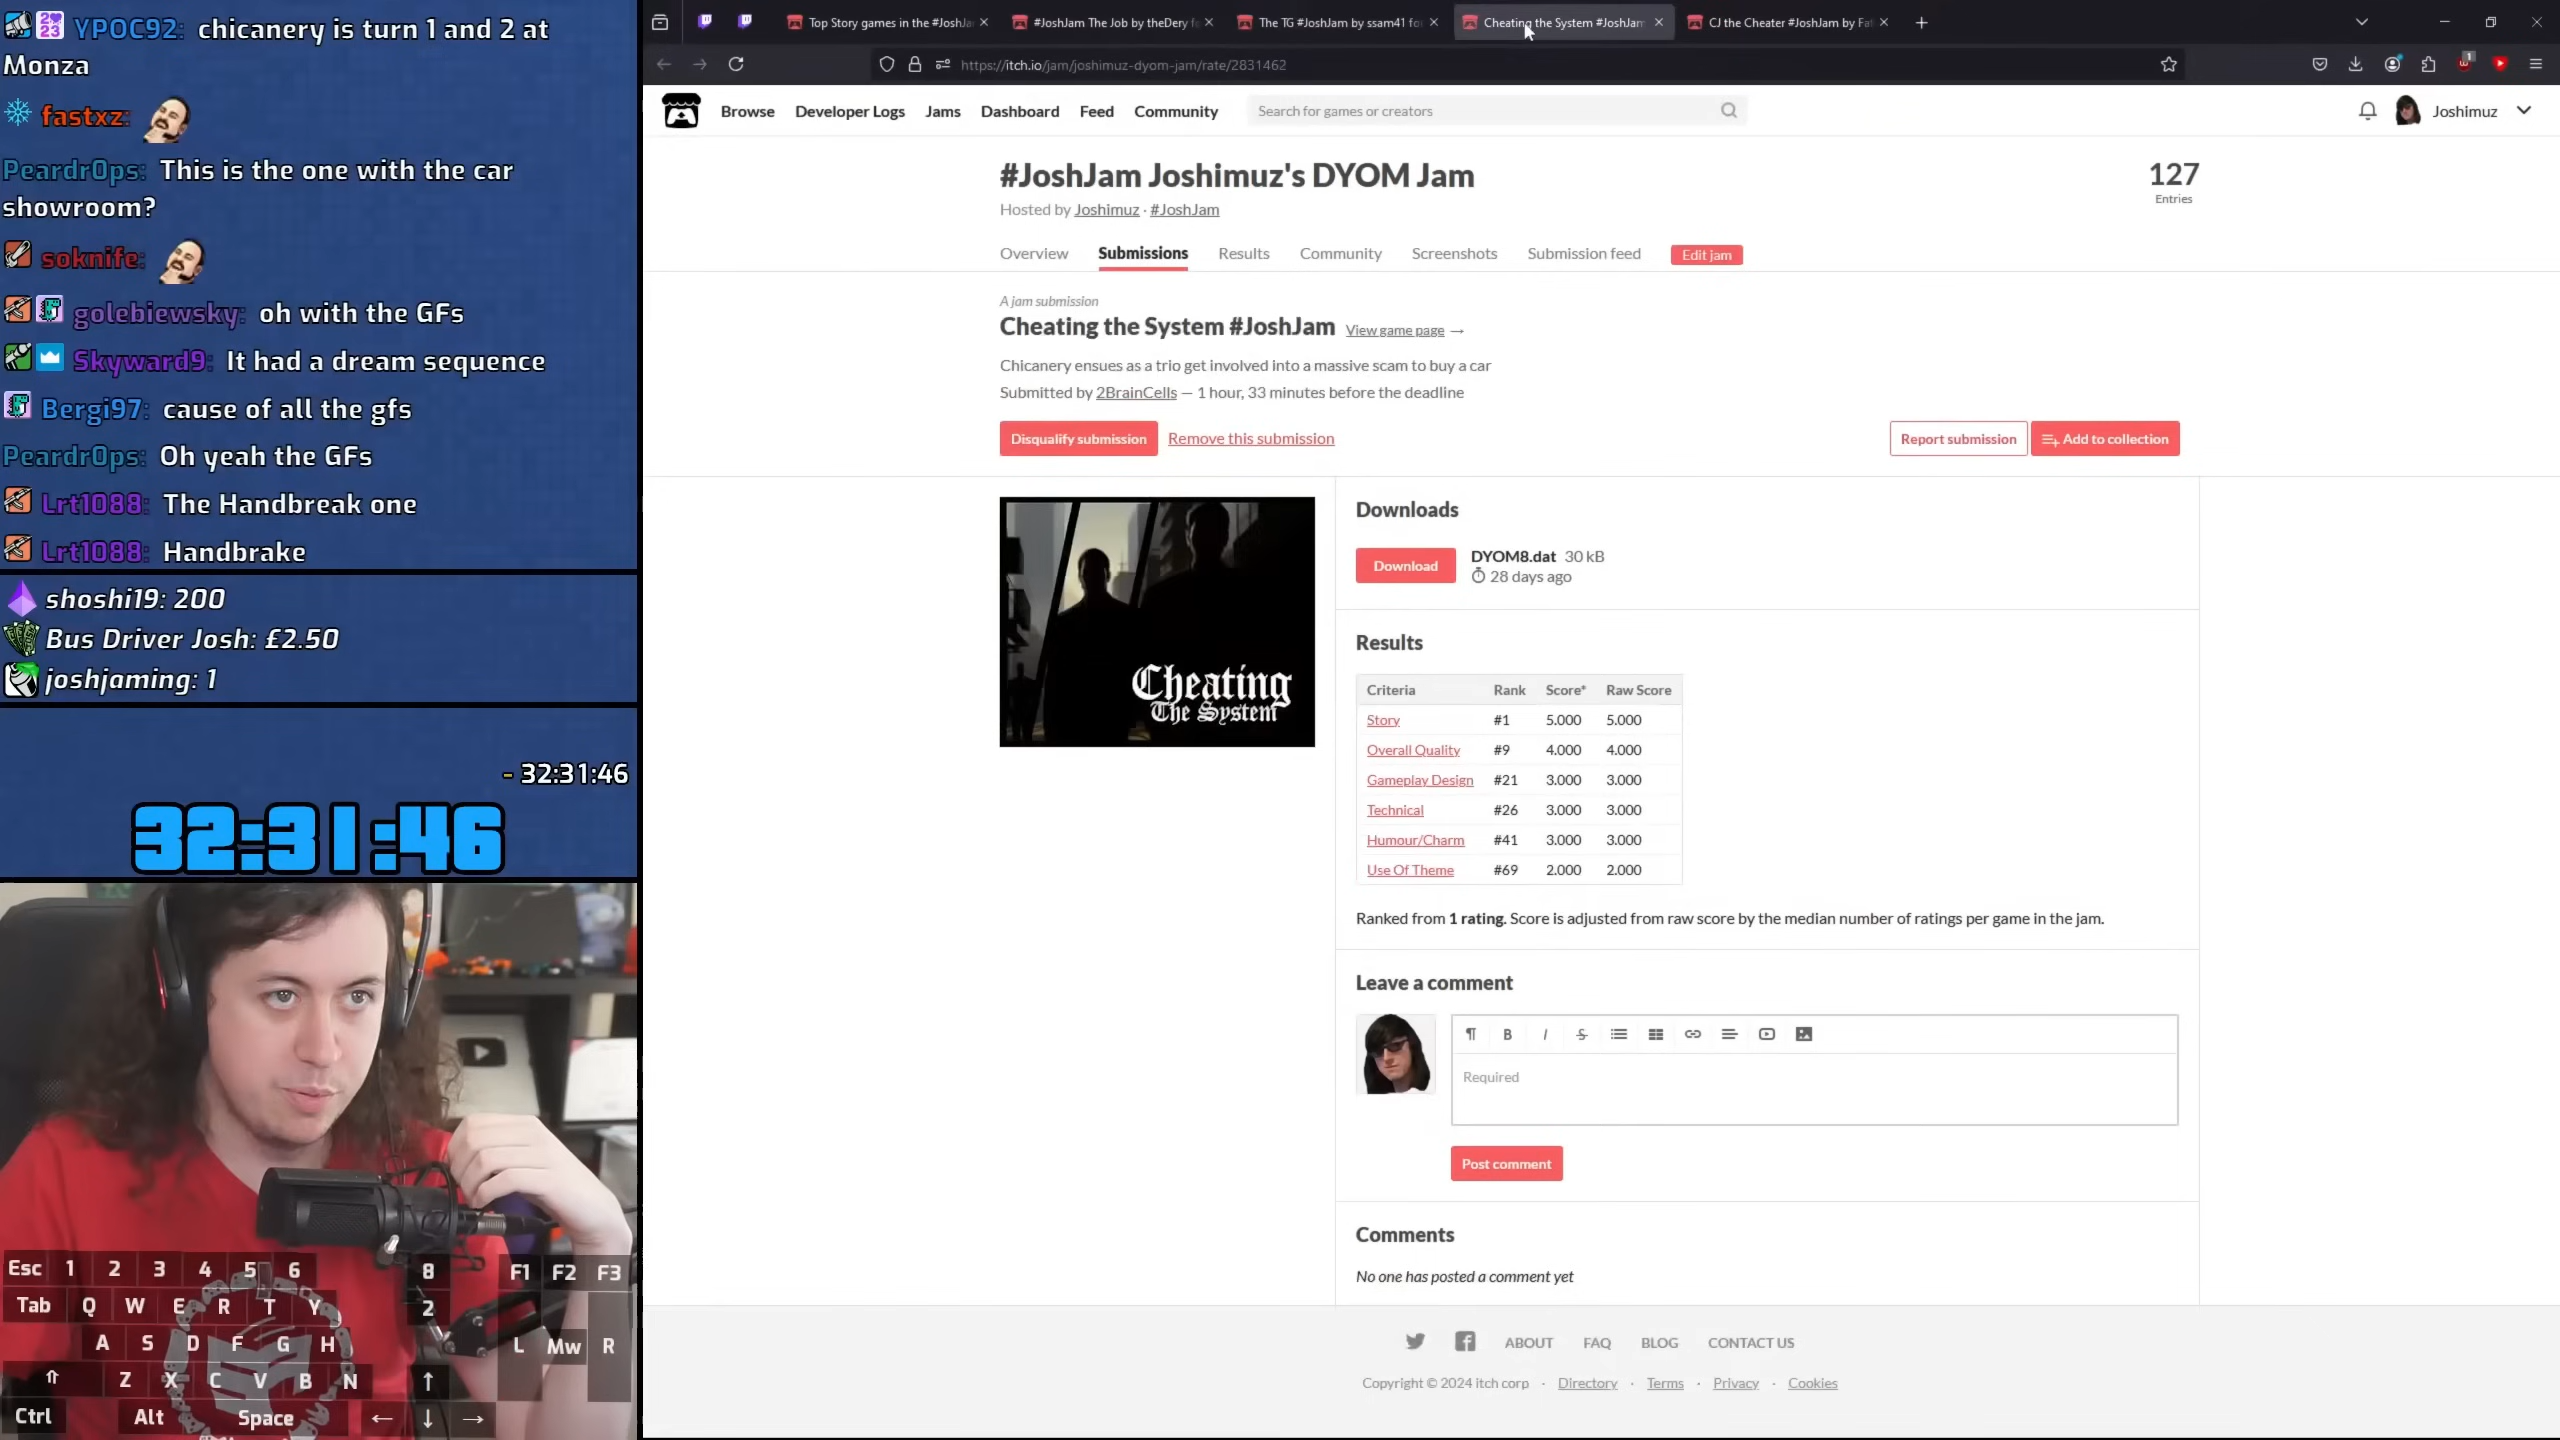 YPOC92: chicanery is turn 1 and 2 at
Monza
fastxz:
PeardrOps: This is the one with the car
showroom?
soknife:
golebiewsky: oh with the GFs
Skyward9: It had a dream sequence
Bergi97: cause of all the gfs
PeardrOps: Oh yeah the GFs
Lrt1088: The Handbreak one
Lrt1088: Handbrake
shoshi19: 200
Bus Driver Josh: £2.50
joshjaming: 1
- 32:31:46
32:31:46
Esc 1 2 3 4 5 6 8 F1 F2 F3
Tab Q W E R T Y 2
A S D F G H L Mw R
⇑ Z X C V B N ↑
Ctrl Alt Space ← ↓ →
Top Story games in the #JoshJa
#JoshJam The Job by theDery fo
The TG #JoshJam by ssam41 fo
Cheating the System #JoshJam
CJ the Cheater #JoshJam by Fa
https://itch.io/jam/joshimuz-dyom-jam/rate/2831462
1
Browse Developer Logs Jams Dashboard Feed Community Search for games or creators Joshimuz
#JoshJam Joshimuz's DYOM Jam
127
Entries
Hosted by Joshimuz · #JoshJam
Overview Submissions Results Community Screenshots Submission feed Edit jam
A jam submission
Cheating the System #JoshJam View game page →
Chicanery ensues as a trio get involved into a massive scam to buy a car
Submitted by 2BrainCells — 1 hour, 33 minutes before the deadline
Disqualify submission Remove this submission Report submission Add to collection
Cheating
The System
Downloads
Download DYOM8.dat 30 kB
28 days ago
Results
Criteria Rank Score* Raw Score
Story #1 5.000 5.000
Overall Quality #9 4.000 4.000
Gameplay Design #21 3.000 3.000
Technical #26 3.000 3.000
Humour/Charm #41 3.000 3.000
Use Of Theme #69 2.000 2.000
Ranked from 1 rating. Score is adjusted from raw score by the median number of ratings per game in the jam.
Leave a comment
¶ B I S
Required
Post comment
Comments
No one has posted a comment yet
ABOUT FAQ BLOG CONTACT US
Copyright © 2024 itch corp · Directory · Terms · Privacy · Cookies